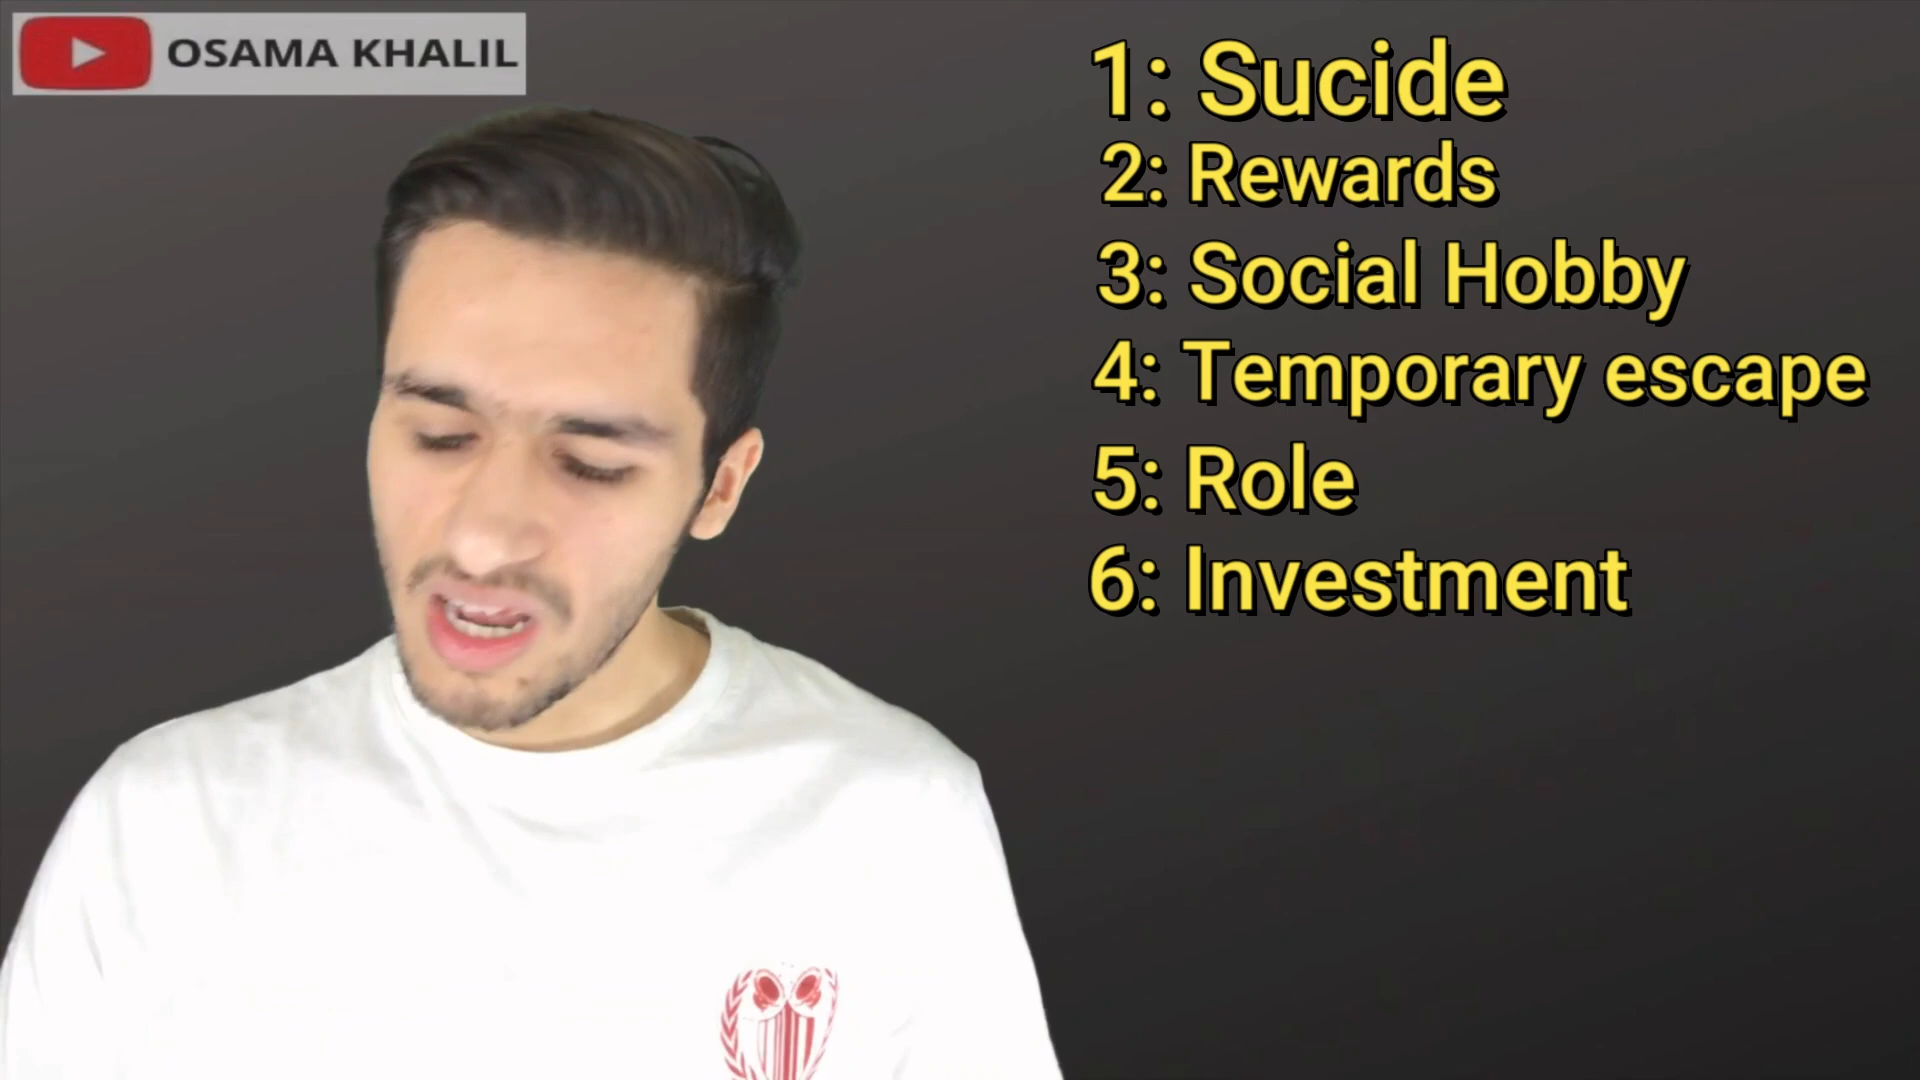 OSAMA KHALIL
1: Sucide
2: Rewards
3: Social Hobby
4: Temporary escape
5: Role
6: Investment